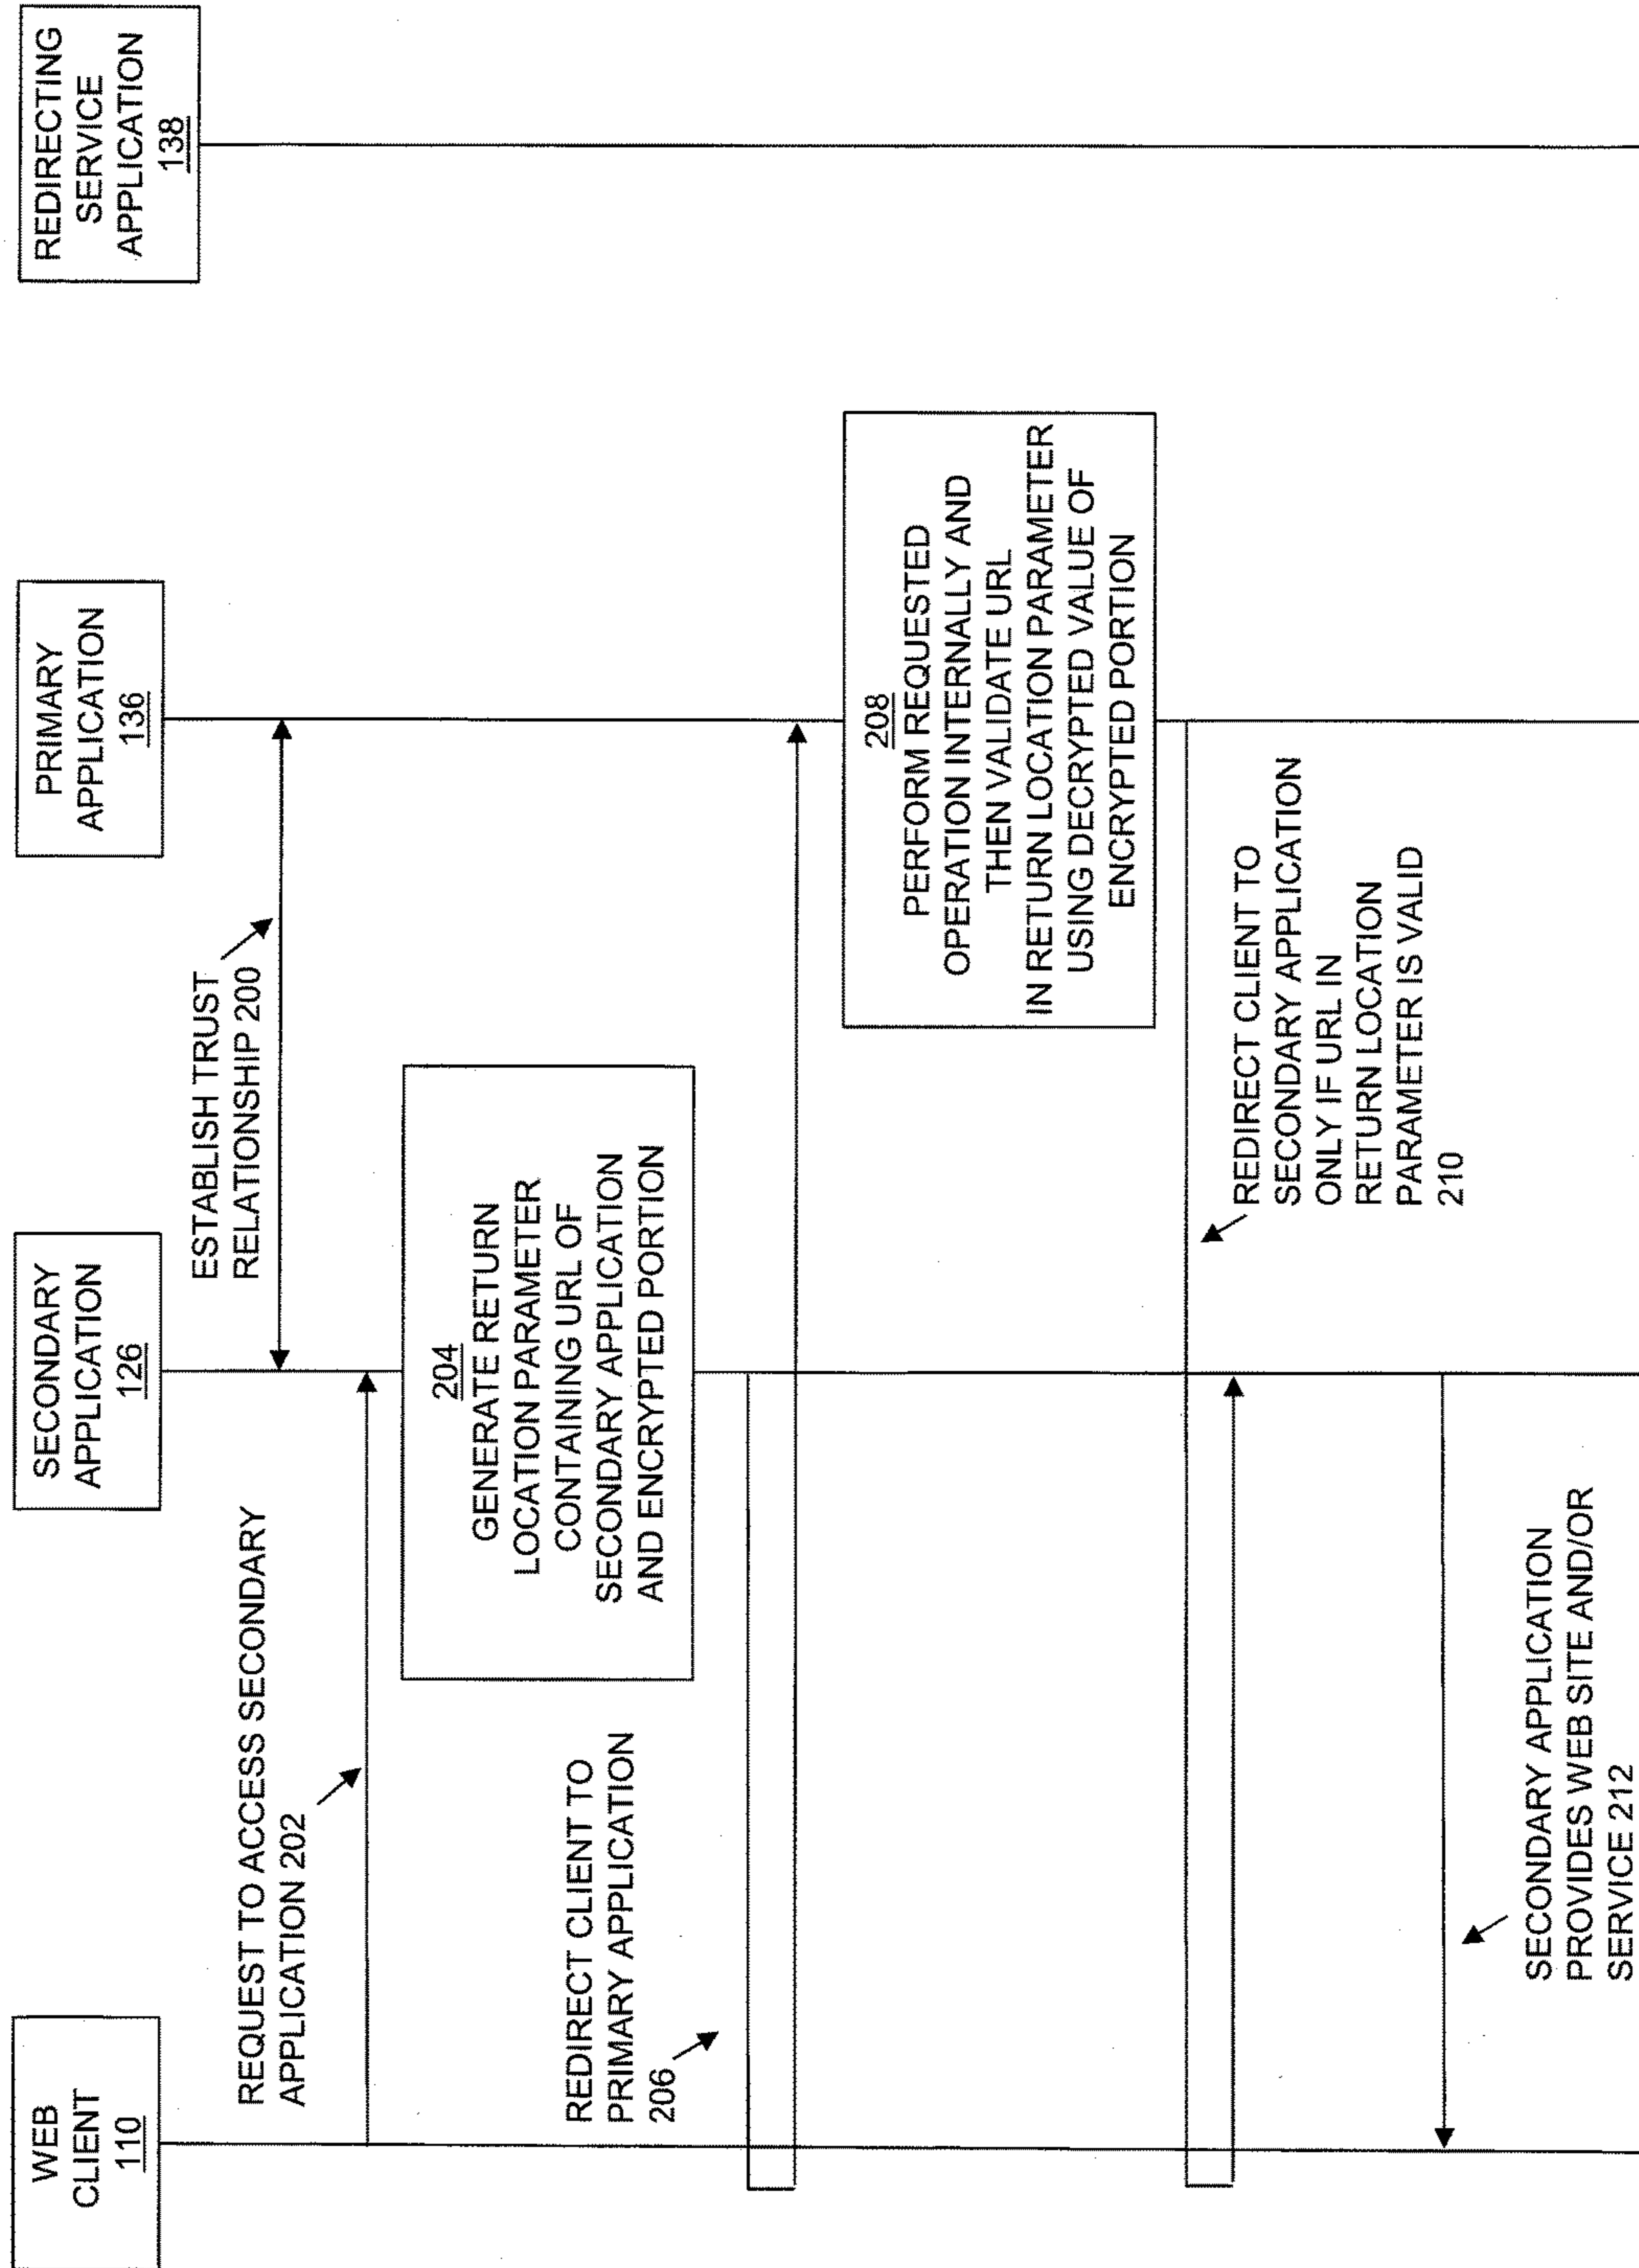 WEB
CLIENT
110
SECONDARY
APPLICATION
126
PRIMARY
APPLICATION
136
REDIRECTING
SERVICE
APPLICATION
138
ESTABLISH TRUST
RELATIONSHIP 200
REQUEST TO ACCESS SECONDARY
APPLICATION 202
204
GENERATE RETURN
LOCATION PARAMETER
CONTAINING URL OF
SECONDARY APPLICATION
AND ENCRYPTED PORTION
REDIRECT CLIENT TO
PRIMARY APPLICATION
206
208
PERFORM REQUESTED
OPERATION INTERNALLY AND
THEN VALIDATE URL
IN RETURN LOCATION PARAMETER
USING DECRYPTED VALUE OF
ENCRYPTED PORTION
REDIRECT CLIENT TO
SECONDARY APPLICATION
ONLY IF URL IN
RETURN LOCATION
PARAMETER IS VALID
210
SECONDARY APPLICATION
PROVIDES WEB SITE AND/OR
SERVICE 212